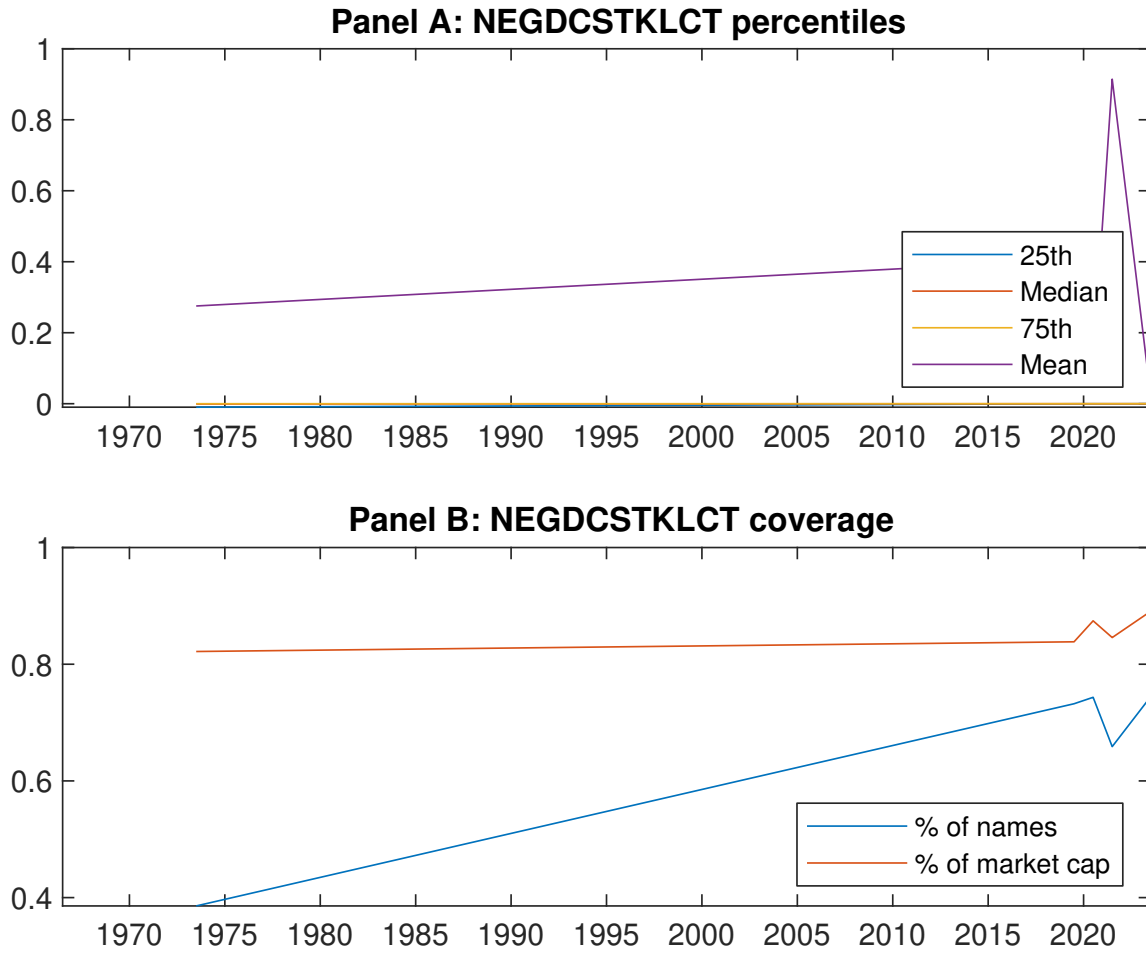 Panel A: NEGDCSTKLCT percentiles
1
0.8
0.6
0.4
0.2
0
25th
Median
75th
Mean
1970 1975 1980 1985 1990 1995 2000 2005 2010 2015 2020
Panel B: NEGDCSTKLCT coverage
1
0.8
0.6
0.4
% of names
% of market cap
1970 1975 1980 1985 1990 1995 2000 2005 2010 2015 2020